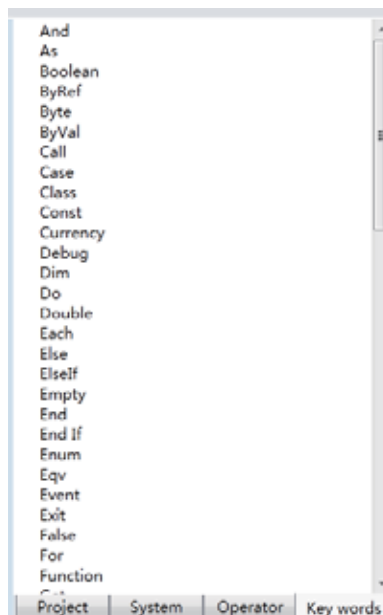 And
As
Boolean
ByRef
Byte
ByVal
Call
Case
Class
Const
Currency
Debug
Dim
Do
Double
Each
Else
ElseIf
Empty
End
End If
Enum
Eqv
Event
Exit
False
For
Function
Project System Operator Key words